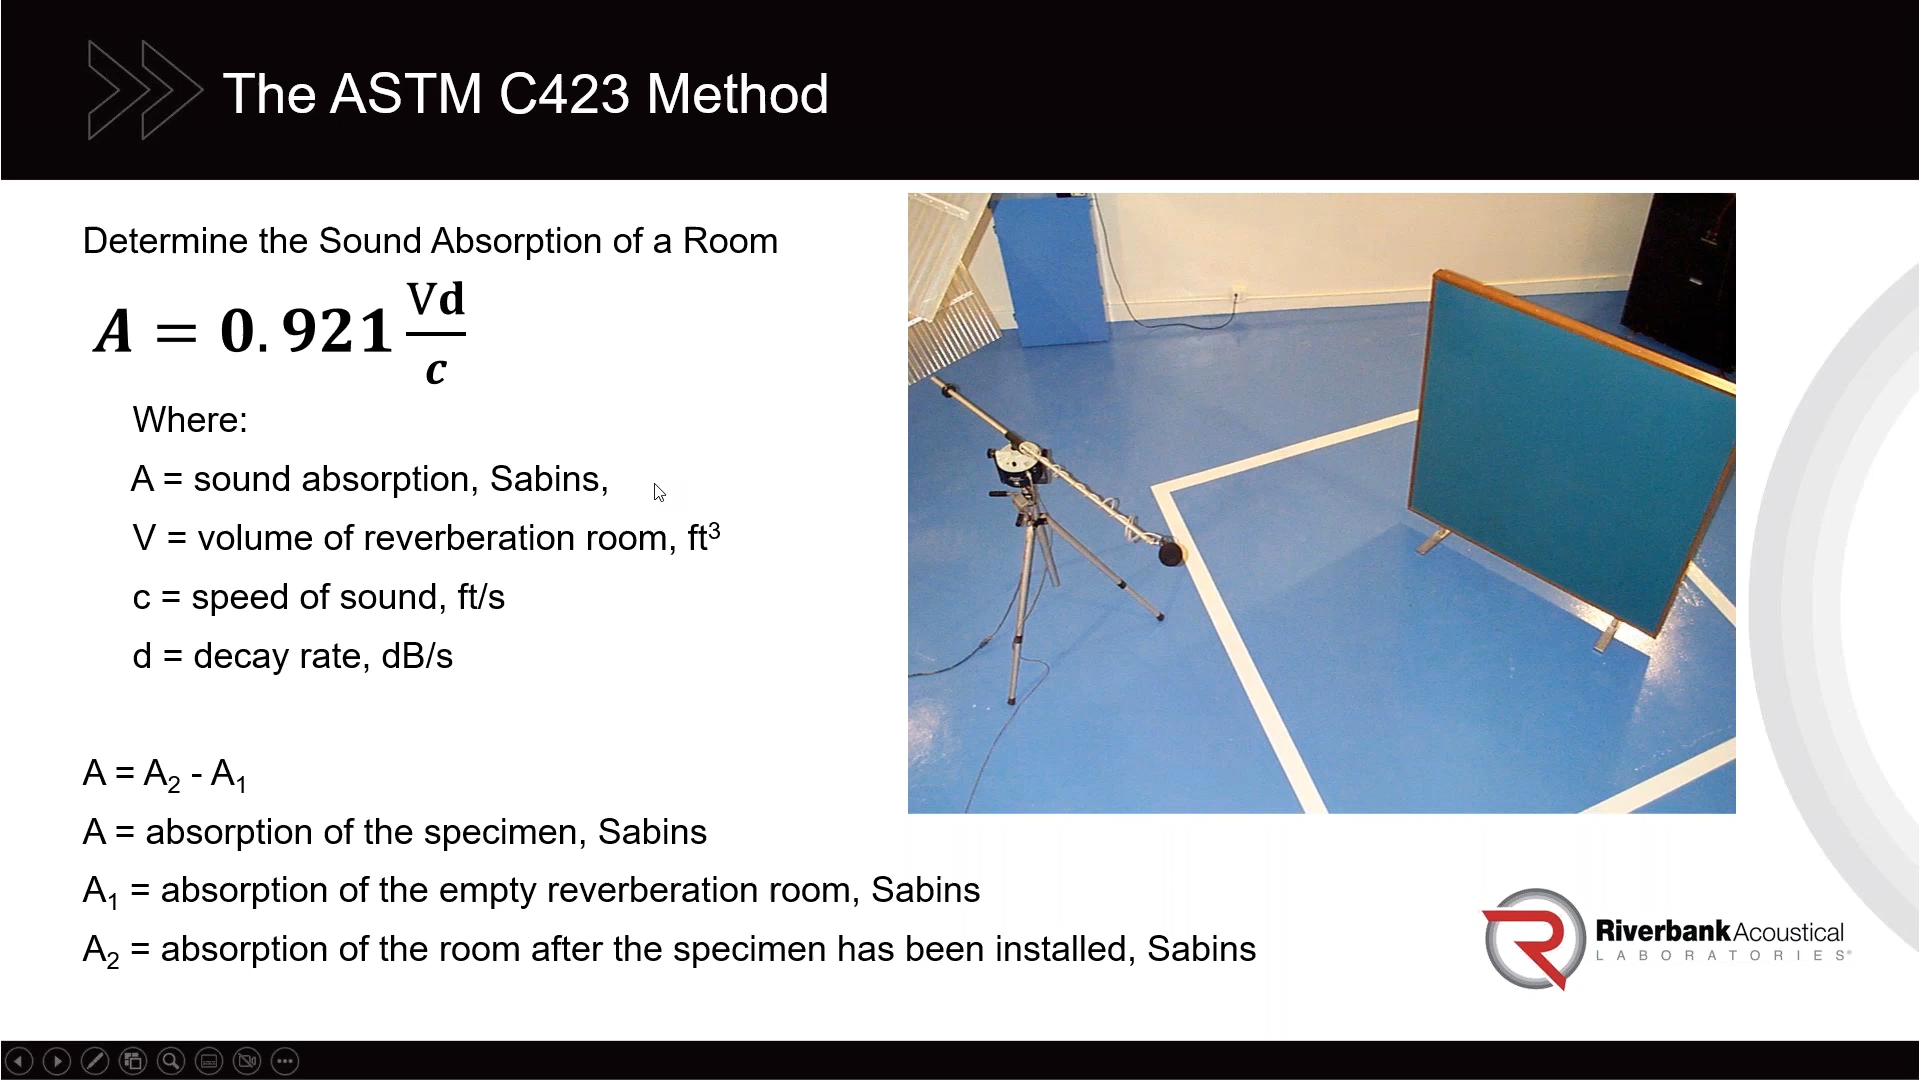 The ASTM C423 Method
Determine the Sound Absorption of a Room
A = 0.921 Vd/c
Where:
A = sound absorption, Sabins,
V = volume of reverberation room, ft³
c = speed of sound, ft/s
d = decay rate, dB/s
A = A₂ - A₁
A = absorption of the specimen, Sabins
A₁ = absorption of the empty reverberation room, Sabins
A₂ = absorption of the room after the specimen has been installed, Sabins
RiverbankAcoustical
LABORATORIES®